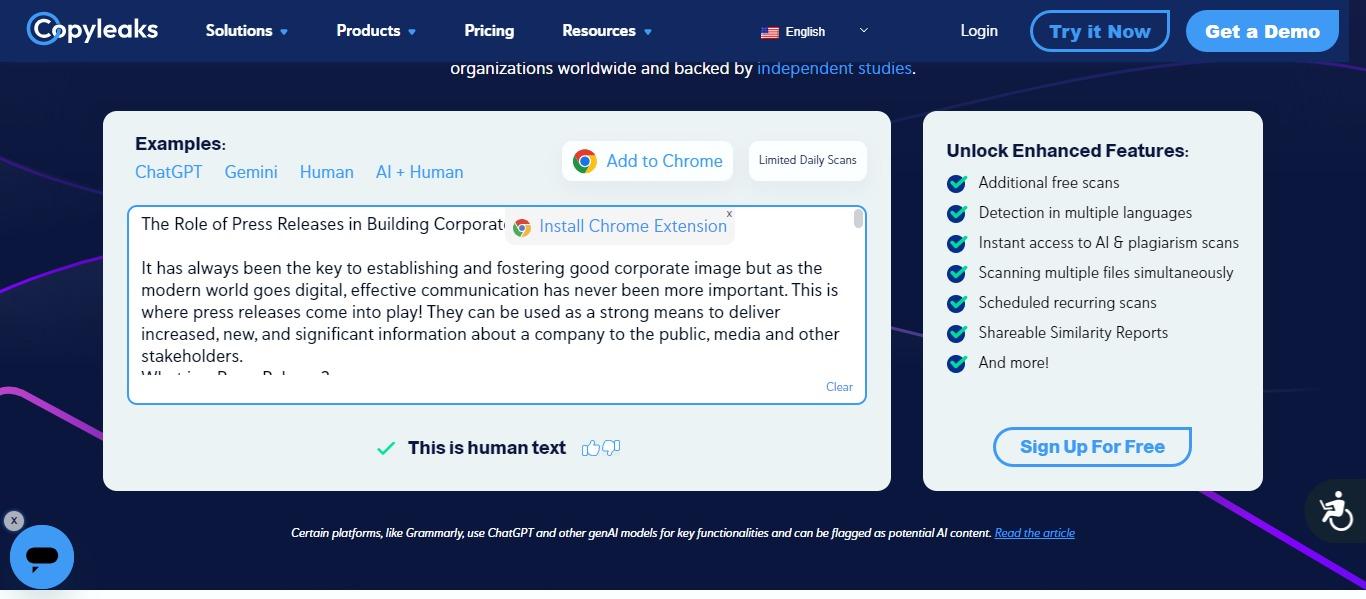 Copyleaks Solutions Products Pricing Resources English Login Try it Now Get a Demo
organizations worldwide and backed by independent studies.
Examples:
ChatGPT Gemini Human AI + Human
Add to Chrome
Limited Daily Scans
The Role of Press Releases in Building Corporate
Install Chrome Extension
x
It has always been the key to establishing and fostering good corporate image but as the
modern world goes digital, effective communication has never been more important. This is
where press releases come into play! They can be used as a strong means to deliver
increased, new, and significant information about a company to the public, media and other
stakeholders.
Clear
This is human text
Unlock Enhanced Features:
Additional free scans
Detection in multiple languages
Instant access to AI & plagiarism scans
Scanning multiple files simultaneously
Scheduled recurring scans
Shareable Similarity Reports
And more!
Sign Up For Free
x
Certain platforms, like Grammarly, use ChatGPT and other genAI models for key functionalities and can be flagged as potential AI content. Read the article